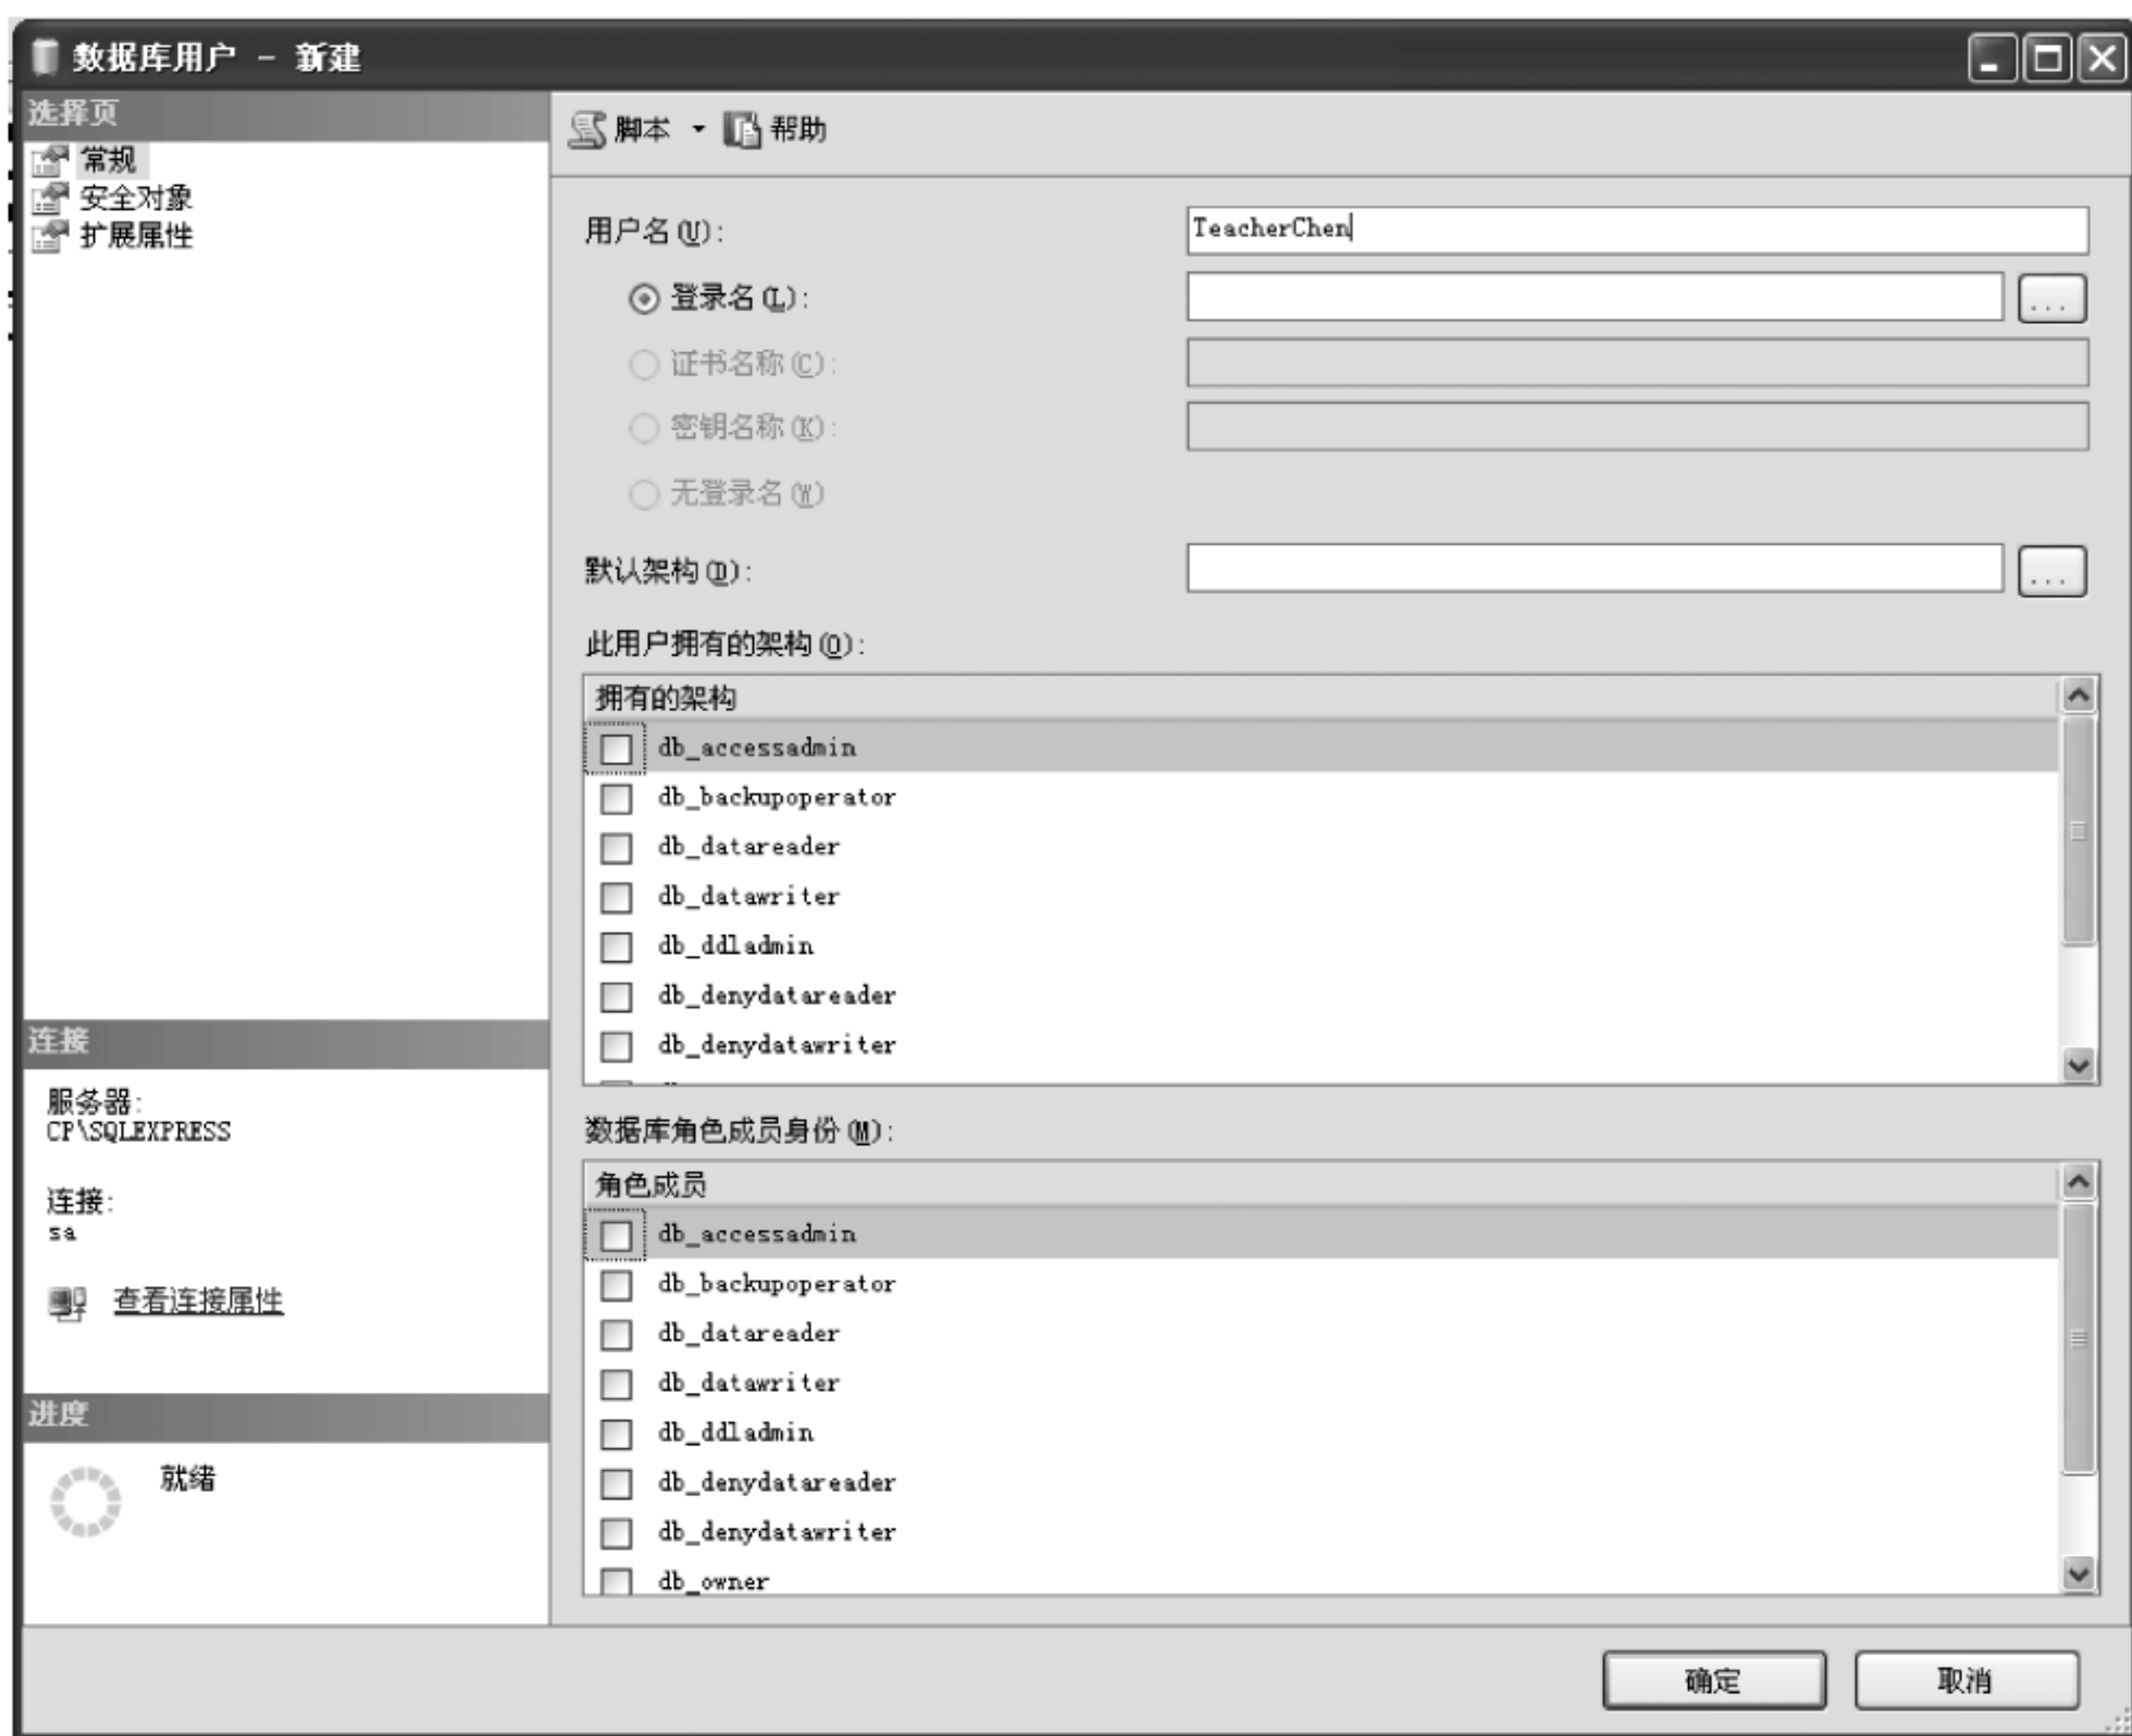 数据库用户 - 新建
选择页
常规
安全对象
扩展属性
脚本 帮助
用户名(U): TeacherChen
登录名(L): ...
证书名称(C):
密钥名称(K):
无登录名(W)
默认架构(D): ...
此用户拥有的架构(O):
拥有的架构
db_accessadmin
db_backupoperator
db_datareader
db_datawriter
db_ddladmin
db_denydatareader
db_denydatawriter
数据库角色成员身份(M):
角色成员
db_accessadmin
db_backupoperator
db_datareader
db_datawriter
db_ddladmin
db_denydatareader
db_denydatawriter
db_owner
连接
服务器:
CP\SQLEXPRESS
连接:
sa
查看连接属性
进度
就绪
确定 取消